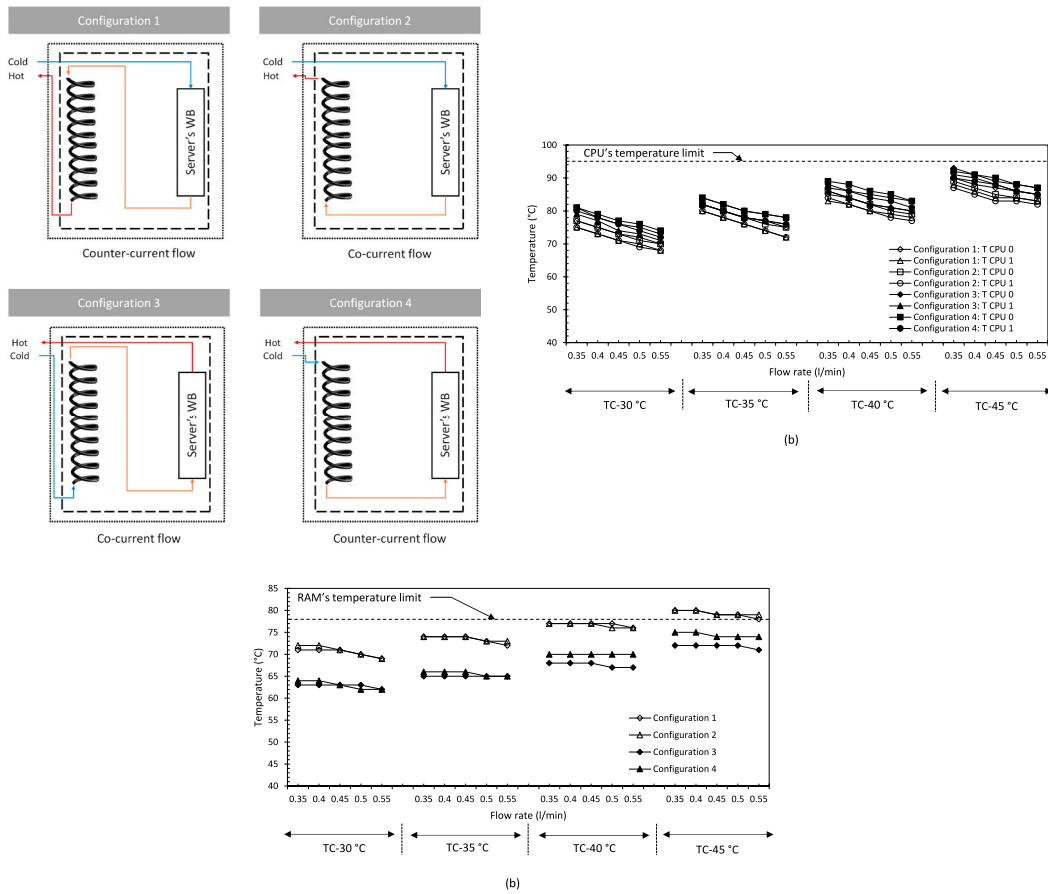 Configuration 1
Configuration 2
Cold
Hot
Server's WB
Counter-current flow
Cold
Hot
Server's WB
Co-current flow
Configuration 3
Configuration 4
Hot
Cold
Server's WB
Co-current flow
Hot
Cold
Server's WB
Counter-current flow
100
90
80
70
60
50
40
Temperature (°C)
CPU's temperature limit
Configuration 1: T CPU 0
Configuration 1: T CPU 1
Configuration 2: T CPU 0
Configuration 2: T CPU 1
Configuration 3: T CPU 0
Configuration 3: T CPU 1
Configuration 4: T CPU 0
Configuration 4: T CPU 1
0.35 0.4 0.45 0.5 0.55 0.35 0.4 0.45 0.5 0.55 0.35 0.4 0.45 0.5 0.55 0.35 0.4 0.45 0.5 0.55
Flow rate (l/min)
TC-30 °C TC-35 °C TC-40 °C TC-45 °C
(b)
85
80
75
70
65
60
55
50
45
40
Temperature (°C)
RAM's temperature limit
Configuration 1
Configuration 2
Configuration 3
Configuration 4
0.35 0.4 0.45 0.5 0.55 0.35 0.4 0.45 0.5 0.55 0.35 0.4 0.45 0.5 0.55 0.35 0.4 0.45 0.5 0.55
Flow rate (l/min)
TC-30 °C TC-35 °C TC-40 °C TC-45 °C
(b)